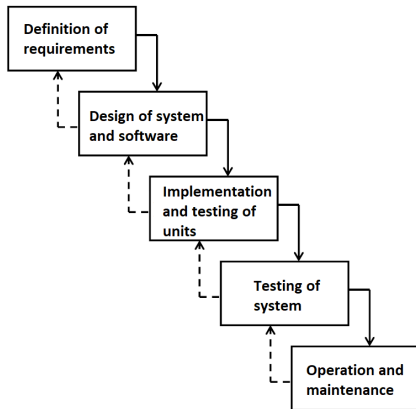 Definition of
requirements
Design of system
and software
Implementation
and testing of
units
Testing of
system
Operation and
maintenance